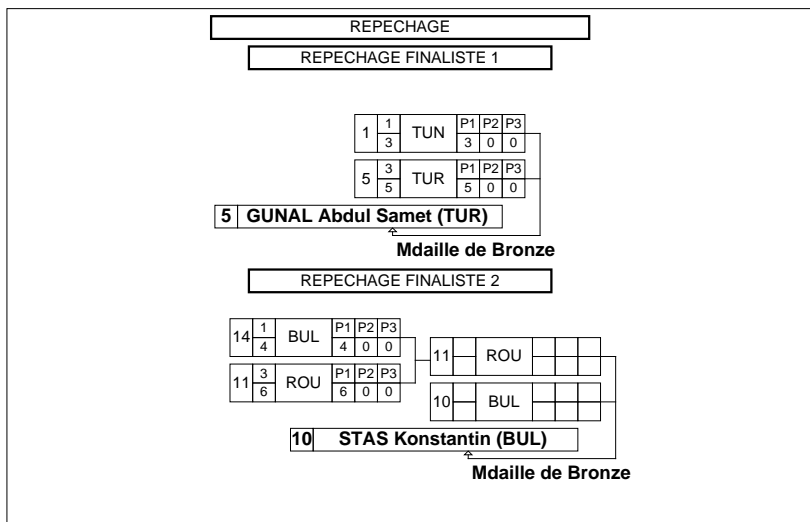 REPECHAGE
REPECHAGE FINALISTE 1
1 1 TUN P1 P2 P3
3 3 0 0
5 3 TUR P1 P2 P3
5 5 0 0
5 GUNAL Abdul Samet (TUR)
Mdaille de Bronze
REPECHAGE FINALISTE 2
14 1 BUL P1 P2 P3
4 4 0 0
11 3 ROU P1 P2 P3
6 6 0 0
11 ROU
10 BUL
10 STAS Konstantin (BUL)
Mdaille de Bronze